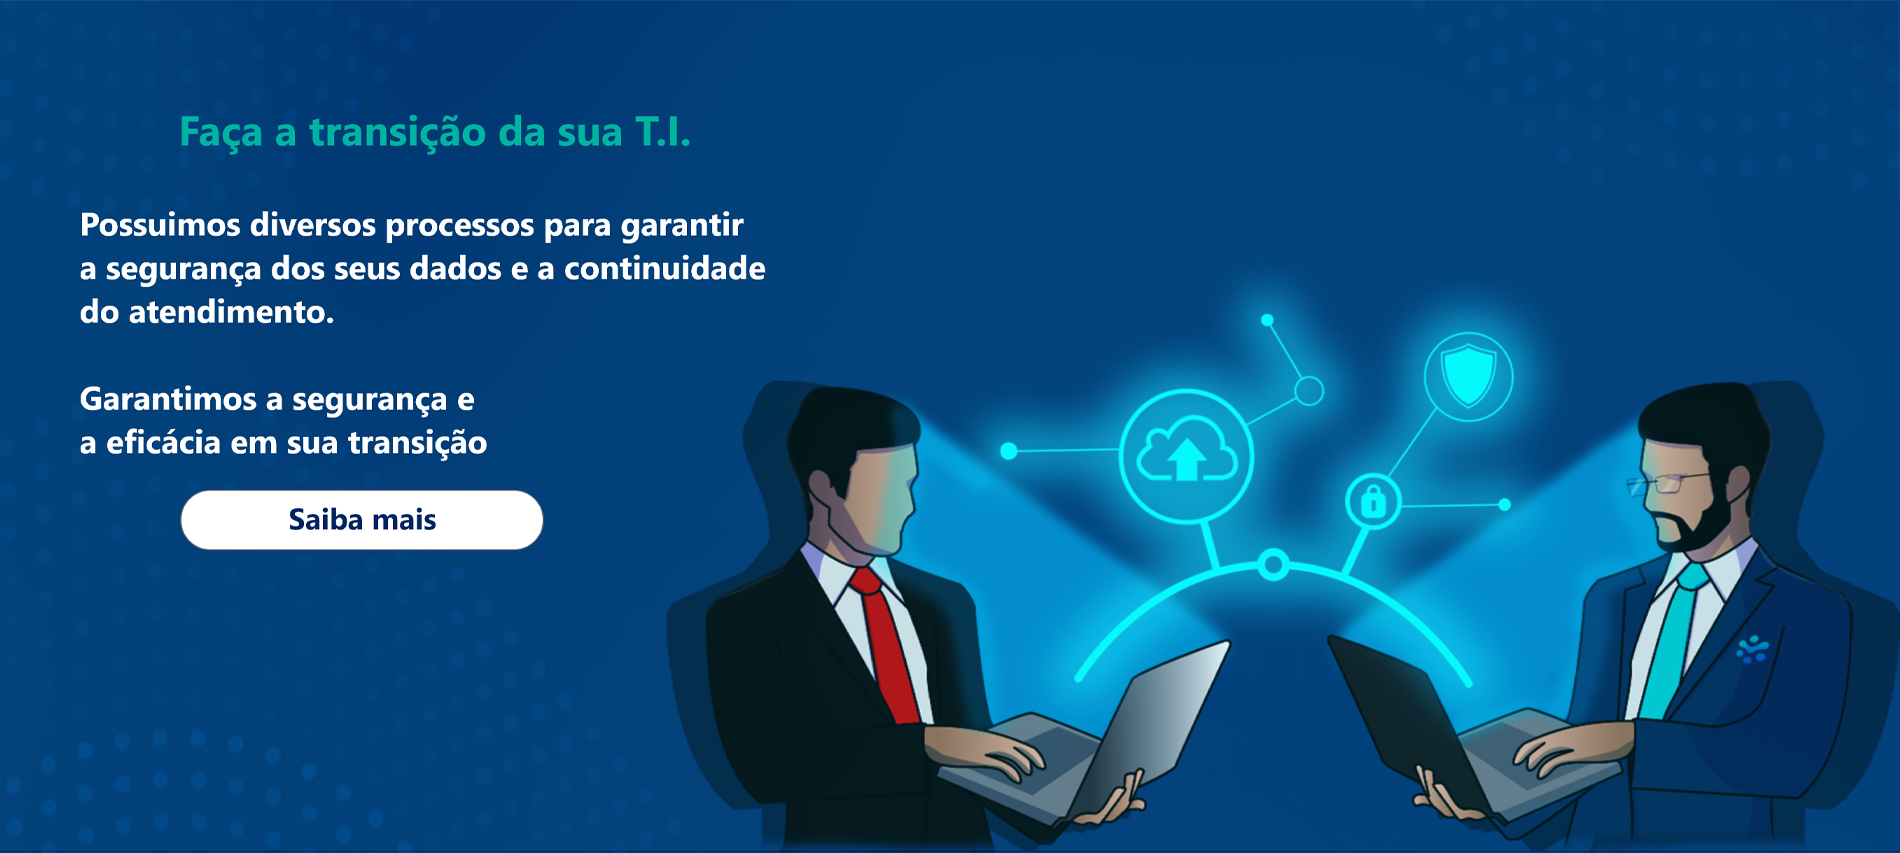 Faça a transição da sua T.I.
Possuimos diversos processos para garantir
a segurança dos seus dados e a continuidade
do atendimento.
Garantimos a segurança e
a eficácia em sua transição
Saiba mais